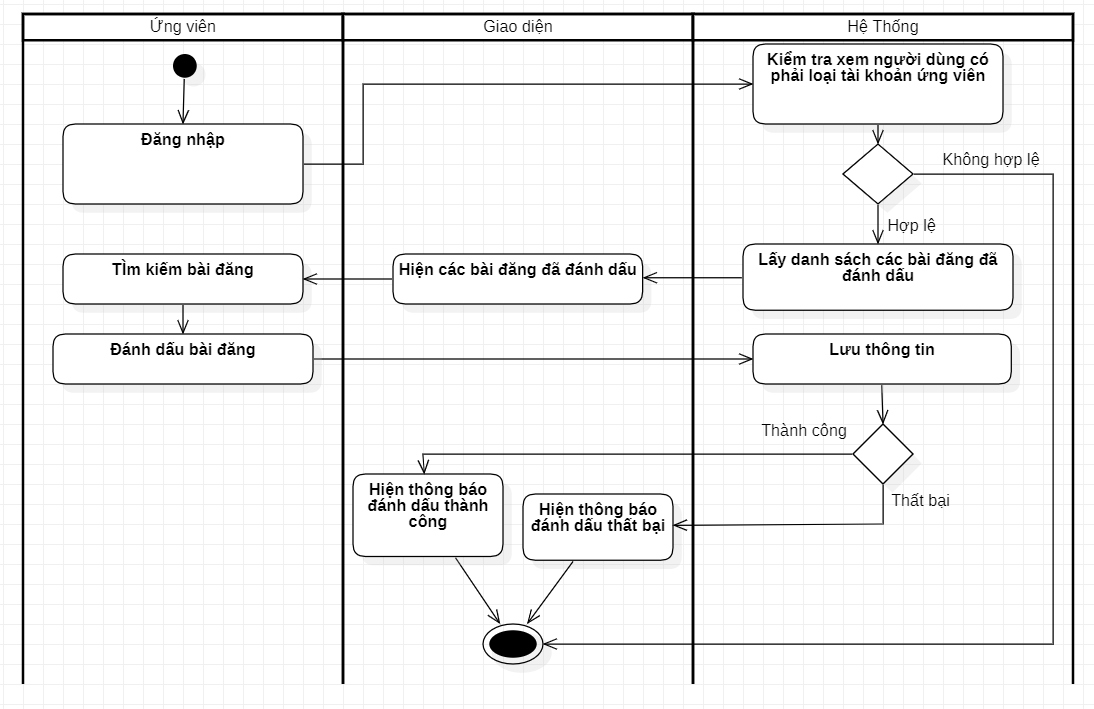 Ứng viên
Giao diện
Hệ Thống
Kiểm tra xem người dùng có
phải loại tài khoản ứng viên
Đăng nhập
Không hợp lệ
Hợp lệ
TÌm kiếm bài đăng
Hiện các bài đăng đã đánh dấu
Lấy danh sách các bài đăng đã
đánh dấu
Đánh dấu bài đăng
Lưu thông tin
Thành công
Hiện thông báo
đánh dấu thành
công
Hiện thông báo
đánh dấu thất bại
Thất bại